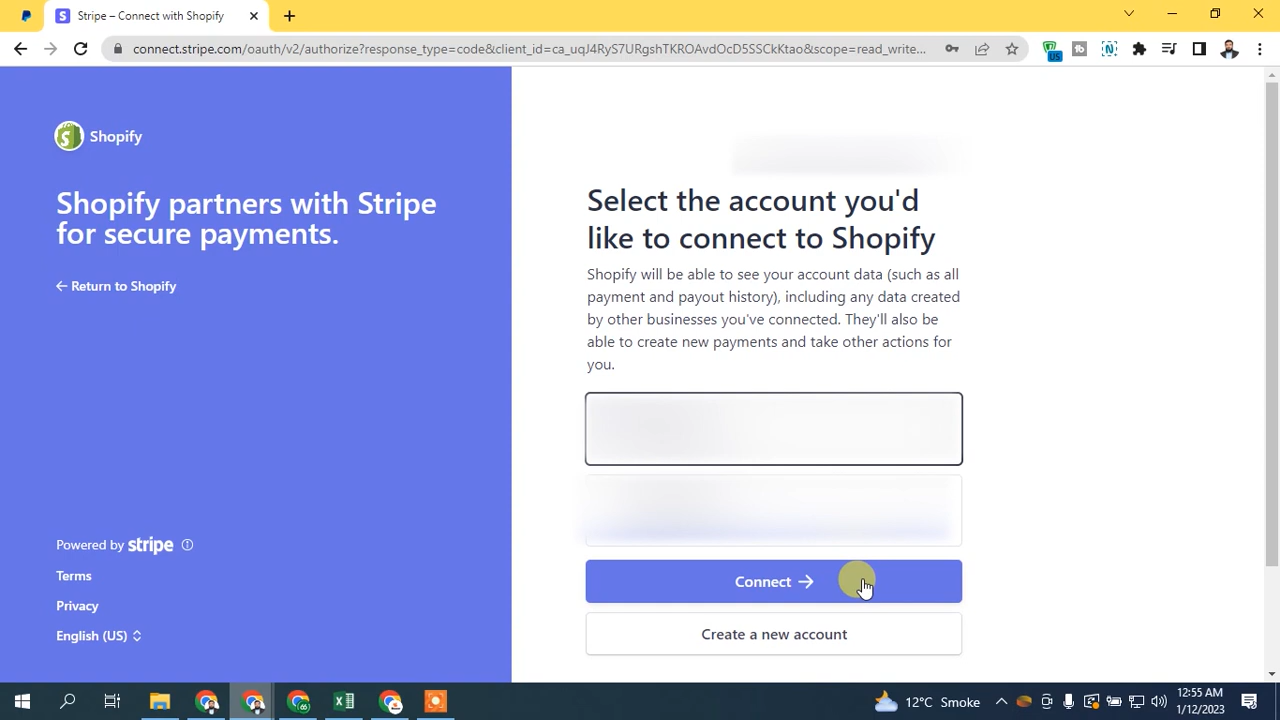 Stripe – Connect with Shopify
connect.stripe.com/oauth/v2/authorize?response_type=code&client_id=ca_uqJ4RyS7URgshTKROAvdOcD5SSCkKtao&scope=read_write...
US
Shopify
Shopify partners with Stripe
for secure payments.
← Return to Shopify
Powered by stripe
Terms
Privacy
English (US)
Select the account you'd
like to connect to Shopify
Shopify will be able to see your account data (such as all
payment and payout history), including any data created
by other businesses you've connected. They'll also be
able to create new payments and take other actions for
you.
Connect →
Create a new account
12°C Smoke
12:55 AM
1/12/2023